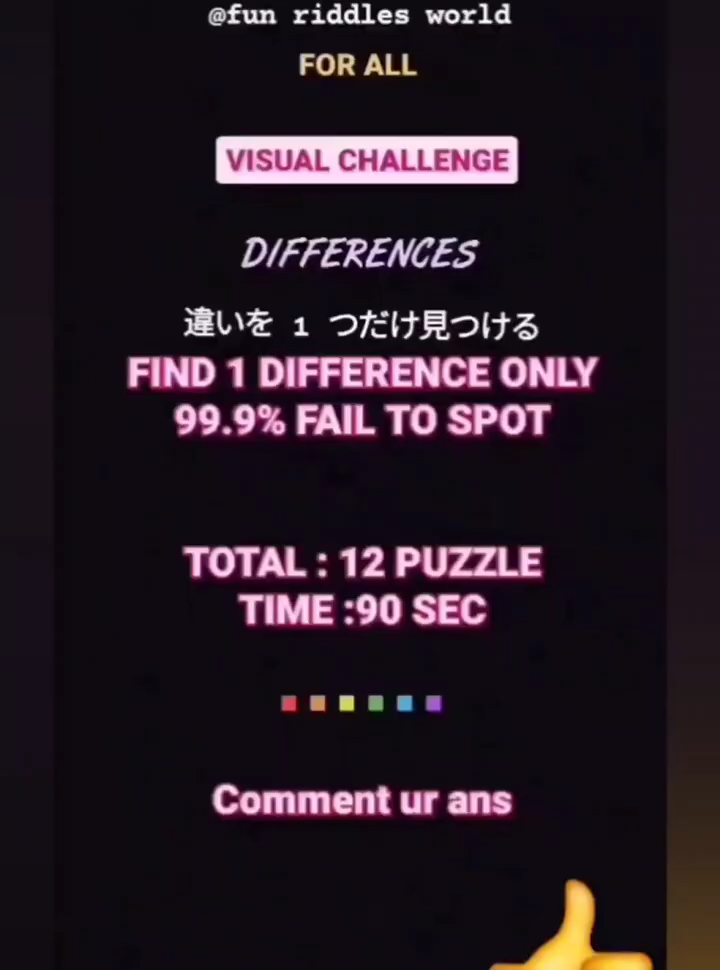 @fun riddles world
FOR ALL
VISUAL CHALLENGE
DIFFERENCES
違いを 1 つだけ見つける
FIND 1 DIFFERENCE ONLY
99.9% FAIL TO SPOT
TOTAL : 12 PUZZLE
TIME :90 SEC
Comment ur ans